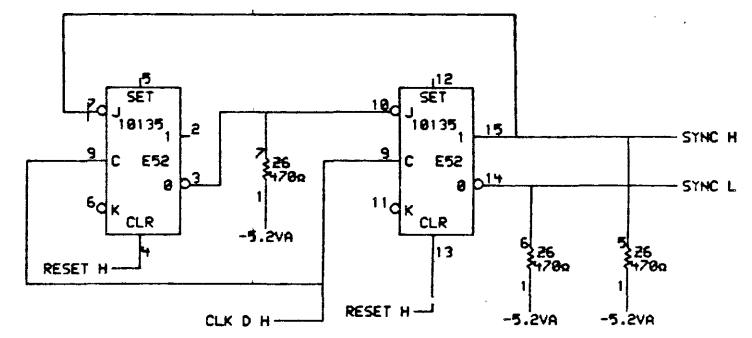 5
SET
7
J
10135
1
2
9
C
E52
0
3
6
K
CLR
4
RESET H
7
26
470Ω
1
-5.2VA
CLK D H
12
SET
10
J
10135
1
15
9
C
E52
0
14
11
K
CLR
13
RESET H
SYNC H
SYNC L
6
26
470Ω
1
-5.2VA
5
26
470Ω
1
-5.2VA